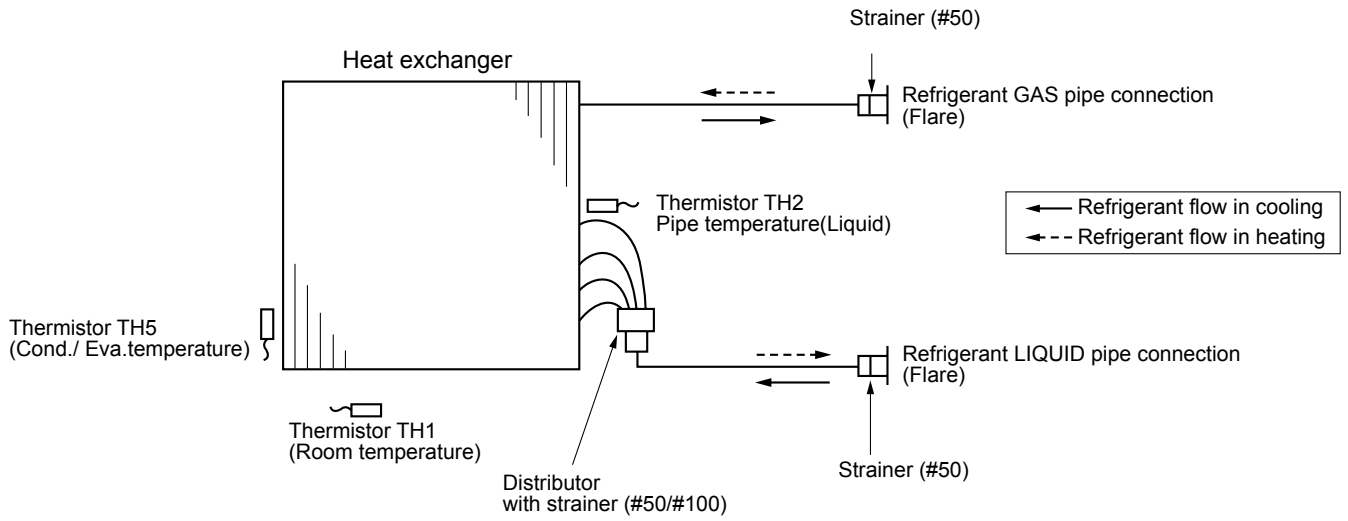 Strainer (#50)
Heat exchanger
Refrigerant GAS pipe connection
(Flare)
Thermistor TH2
Pipe temperature(Liquid)
Refrigerant flow in cooling
Refrigerant flow in heating
Thermistor TH5
(Cond./ Eva.temperature)
Refrigerant LIQUID pipe connection
(Flare)
Thermistor TH1
(Room temperature)
Strainer (#50)
Distributor
with strainer (#50/#100)